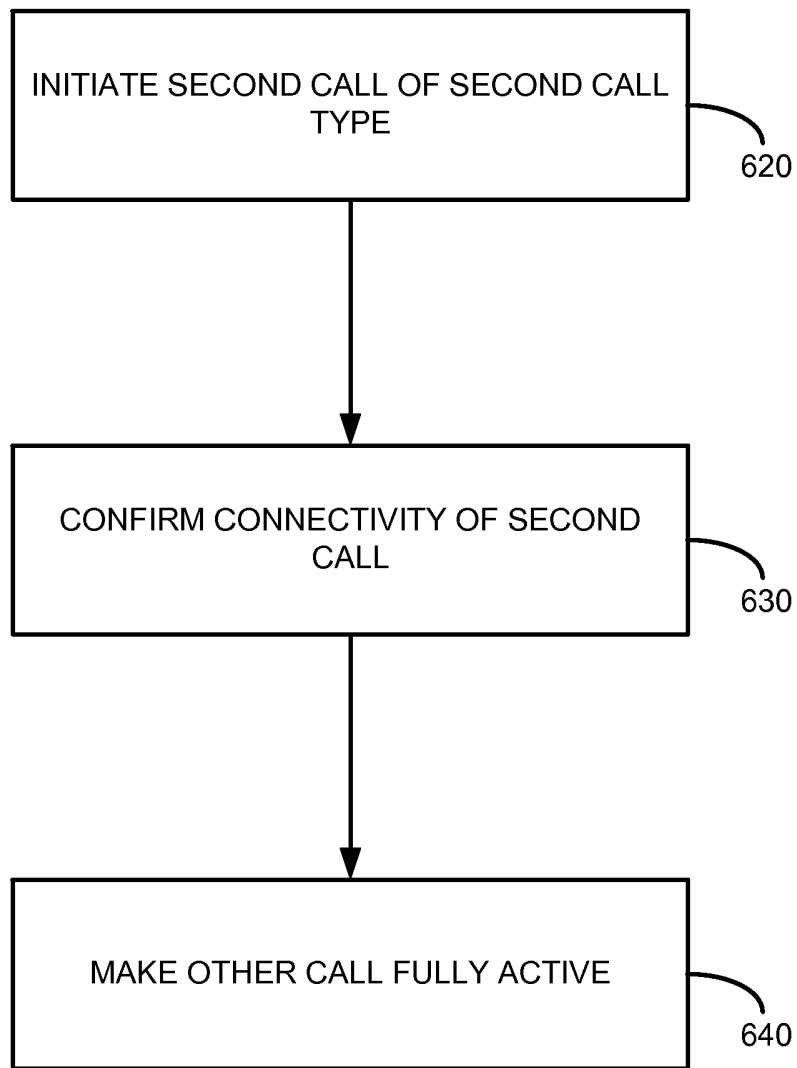 INITIATE SECOND CALL OF SECOND CALL
TYPE
620
CONFIRM CONNECTIVITY OF SECOND
CALL
630
MAKE OTHER CALL FULLY ACTIVE
640